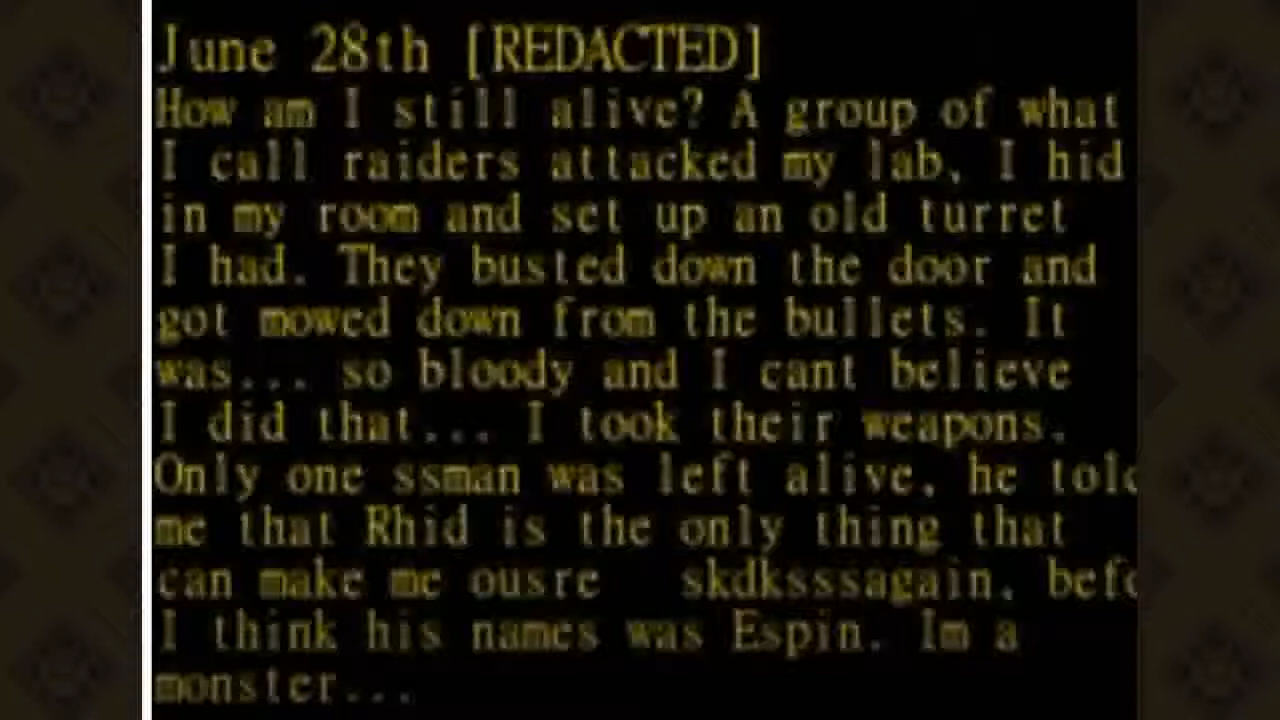 June 28th [REDACTED]
How am I still alive? A group of what
I call raiders attacked my lab, I hid
in my room and set up an old turret
I had. They busted down the door and
got mowed down from the bullets. It
was... so bloody and I cant believe
I did that... I took their weapons.
Only one ssman was left alive, he told
me that Rhid is the only thing that
can make me ousre skdksssagain. befo
I think his names was Espin. Im a
monster...